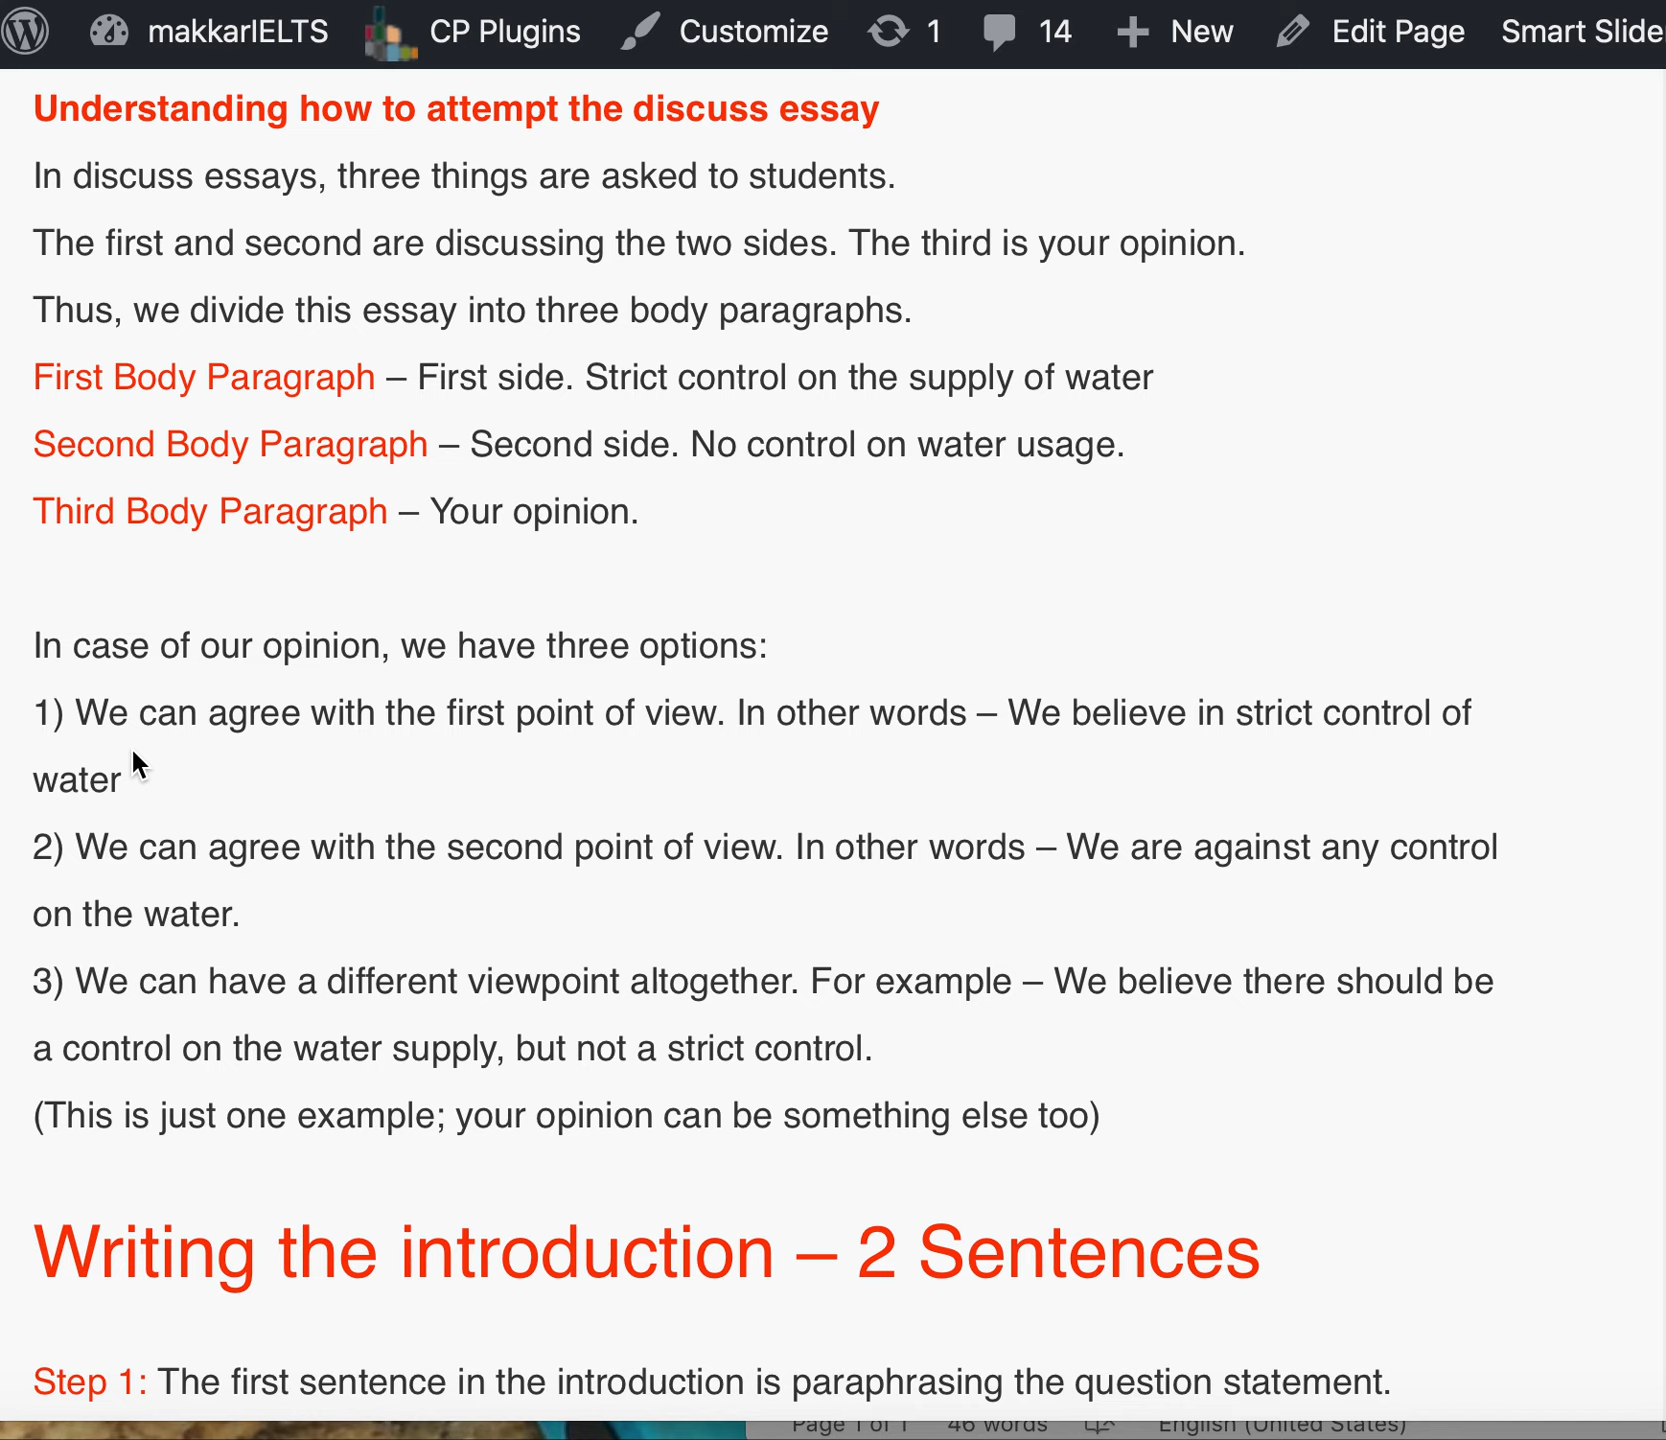 makkarIELTS CP Plugins Customize 1 14 New Edit Page Smart Slide
Understanding how to attempt the discuss essay
In discuss essays, three things are asked to students.
The first and second are discussing the two sides. The third is your opinion.
Thus, we divide this essay into three body paragraphs.
First Body Paragraph – First side. Strict control on the supply of water
Second Body Paragraph – Second side. No control on water usage.
Third Body Paragraph – Your opinion.
In case of our opinion, we have three options:
1) We can agree with the first point of view. In other words – We believe in strict control of
water
2) We can agree with the second point of view. In other words – We are against any control
on the water.
3) We can have a different viewpoint altogether. For example – We believe there should be
a control on the water supply, but not a strict control.
(This is just one example; your opinion can be something else too)
Writing the introduction – 2 Sentences
Step 1: The first sentence in the introduction is paraphrasing the question statement.
Page 1 of 1 46 words English (United States)